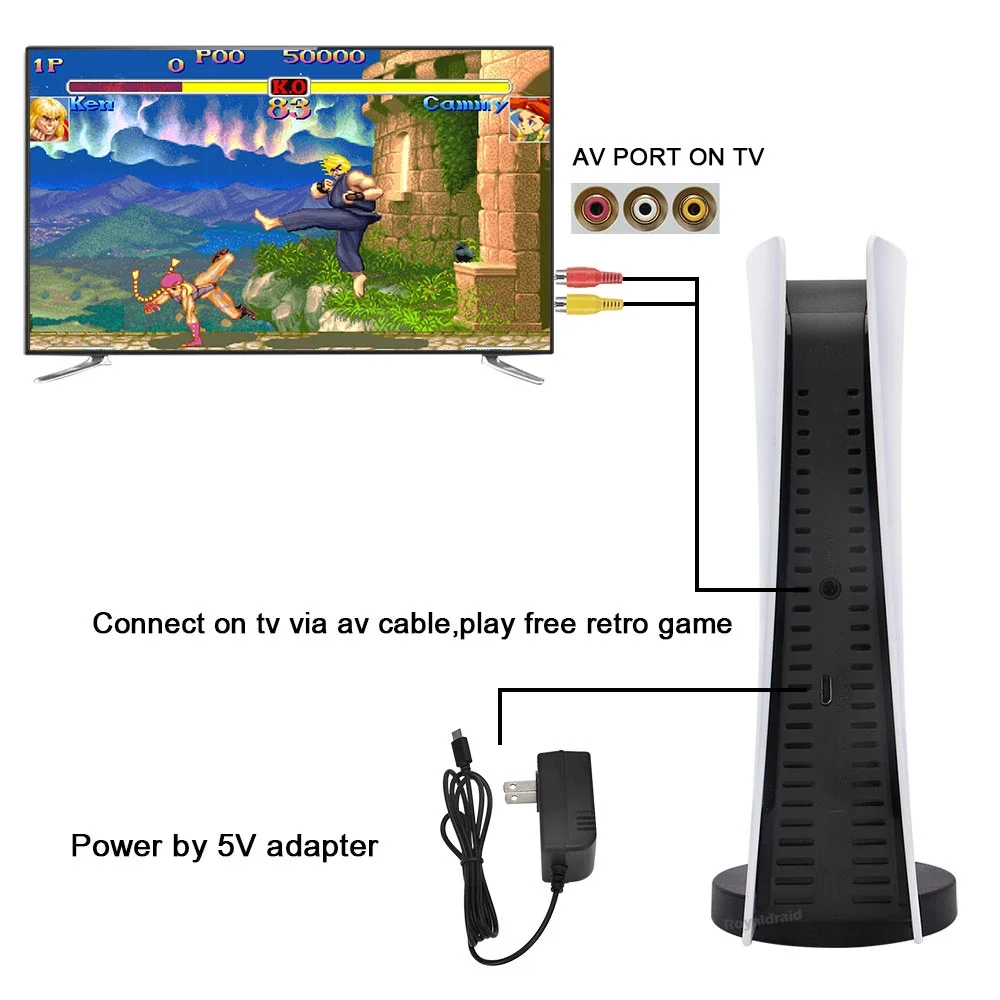 1P 0 P00 50000
K.O
Ken 83 Cammy
AV PORT ON TV
Connect on tv via av cable,play free retro game
Power by 5V adapter
Royaldraid